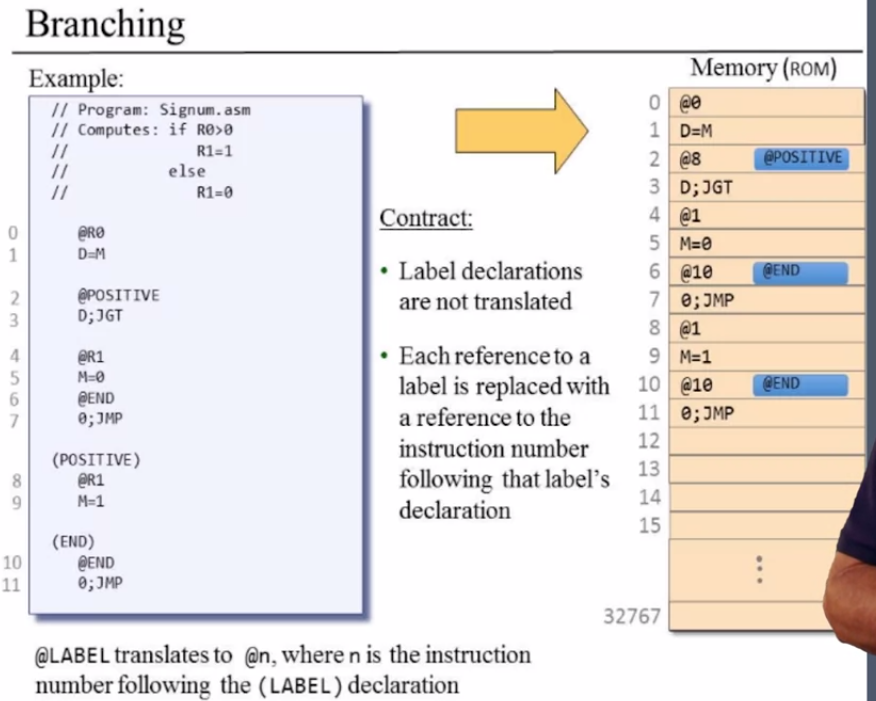 Branching
Example:
// Program: Signum.asm
// Computes: if R0>0
// R1=1
// else
// R1=0
0 @R0
1 D=M
2 @POSITIVE
3 D;JGT
4 @R1
5 M=0
6 @END
7 0;JMP
(POSITIVE)
8 @R1
9 M=1
(END)
10 @END
11 0;JMP
Contract:
• Label declarations
are not translated
• Each reference to a
label is replaced with
a reference to the
instruction number
following that label's
declaration
Memory (ROM)
0 @0
1 D=M
2 @8 @POSITIVE
3 D;JGT
4 @1
5 M=0
6 @10 @END
7 0;JMP
8 @1
9 M=1
10 @10 @END
11 0;JMP
12
13
14
15
32767
@LABEL translates to @n, where n is the instruction
number following the (LABEL) declaration